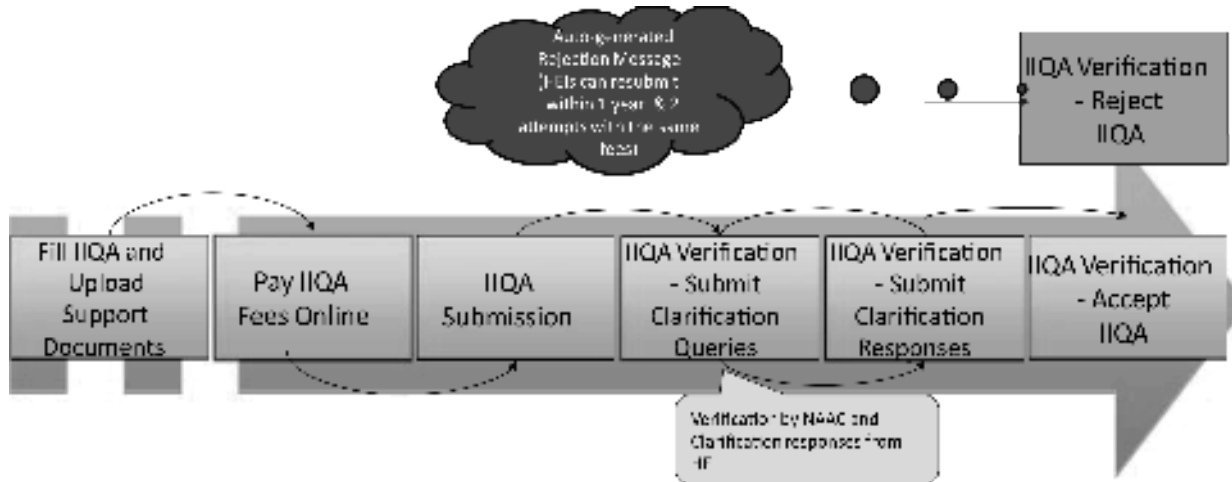 Auto-generated
Rejection Message
(HEIs can resubmit
within 1 year & 2
attempts with the same
fees)
IIQA Verification
- Reject
IIQA
Fill IIQA and
Upload
Support
Documents
Pay IIQA
Fees Online
IIQA
Submission
IIQA Verification
- Submit
Clarification
Queries
IIQA Verification
- Submit
Clarification
Responses
IIQA Verification
- Accept
IIQA
Verification by NAAC and
Clarification responses from